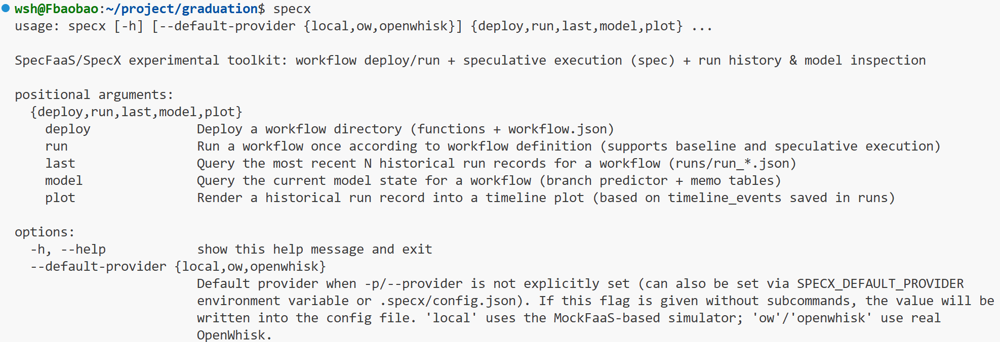 wsh@Fbaobao:~/project/graduation$ specx
usage: specx [-h] [--default-provider {local,ow,openwhisk}] {deploy,run,last,model,plot} ...
SpecFaaS/SpecX experimental toolkit: workflow deploy/run + speculative execution (spec) + run history & model inspection
positional arguments:
  {deploy,run,last,model,plot}
    deploy              Deploy a workflow directory (functions + workflow.json)
    run                 Run a workflow once according to workflow definition (supports baseline and speculative execution)
    last                Query the most recent N historical run records for a workflow (runs/run_*.json)
    model               Query the current model state for a workflow (branch predictor + memo tables)
    plot                Render a historical run record into a timeline plot (based on timeline_events saved in runs)
options:
  -h, --help            show this help message and exit
  --default-provider {local,ow,openwhisk}
                        Default provider when -p/--provider is not explicitly set (can also be set via SPECX_DEFAULT_PROVIDER
                        environment variable or .specx/config.json). If this flag is given without subcommands, the value will be
                        written into the config file. 'local' uses the MockFaaS-based simulator; 'ow'/'openwhisk' use real
                        OpenWhisk.